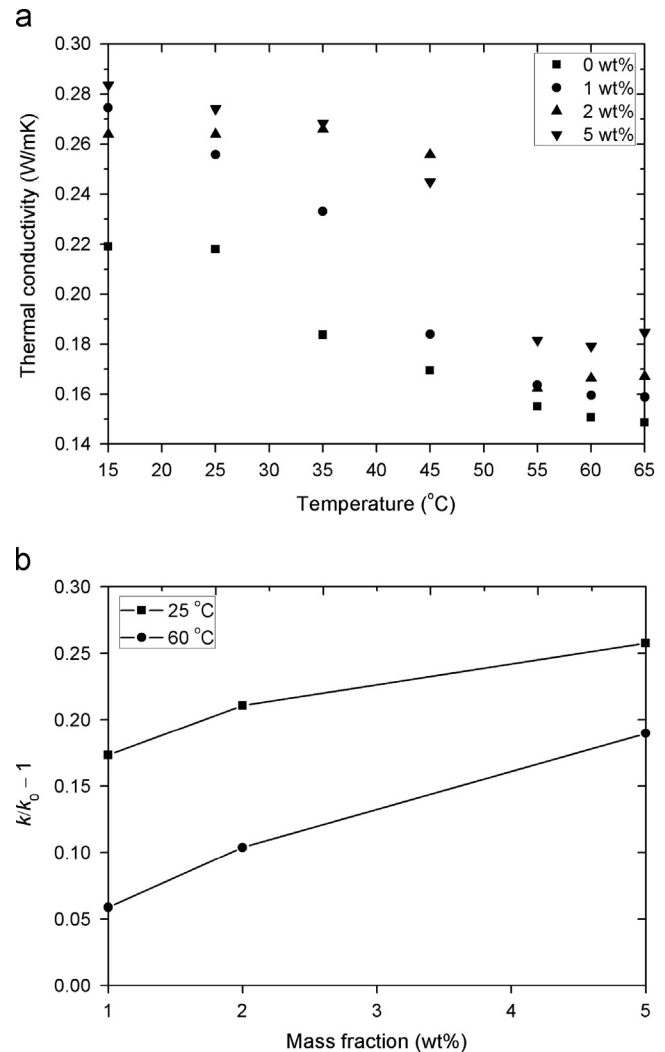 a
0.30
0.28
0.26
0.24
0.22
0.20
0.18
0.16
0.14
Thermal conductivity (W/mK)
0 wt%
1 wt%
2 wt%
5 wt%
15 20 25 30 35 40 45 50 55 60 65
Temperature (°C)
b
0.30
0.25
0.20
0.15
0.10
0.05
0.00
k/k₀ – 1
25 °C
60 °C
1 2 3 4 5
Mass fraction (wt%)